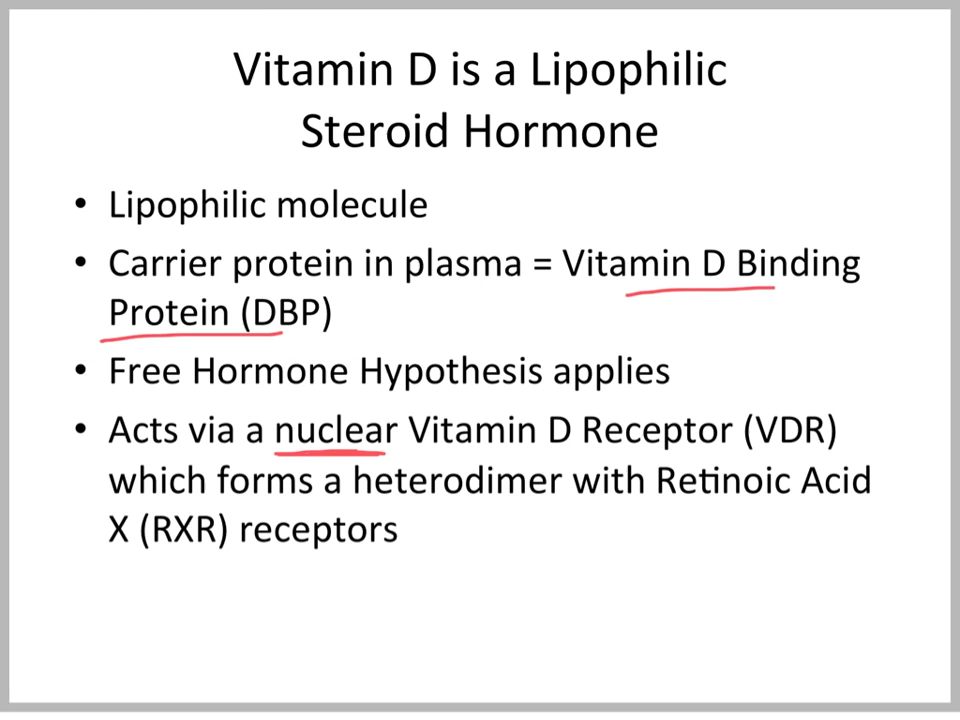 Vitamin D is a Lipophilic
Steroid Hormone
• Lipophilic molecule
• Carrier protein in plasma = Vitamin D Binding
Protein (DBP)
• Free Hormone Hypothesis applies
• Acts via a nuclear Vitamin D Receptor (VDR)
which forms a heterodimer with Retinoic Acid
X (RXR) receptors